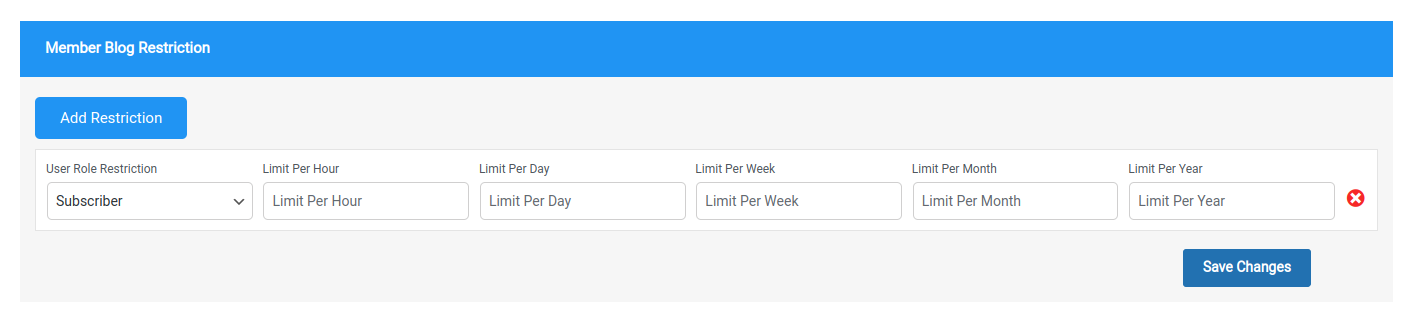 Member Blog Restriction
Add Restriction
User Role Restriction Limit Per Hour Limit Per Day Limit Per Week Limit Per Month Limit Per Year
Subscriber Limit Per Hour Limit Per Day Limit Per Week Limit Per Month Limit Per Year
Save Changes